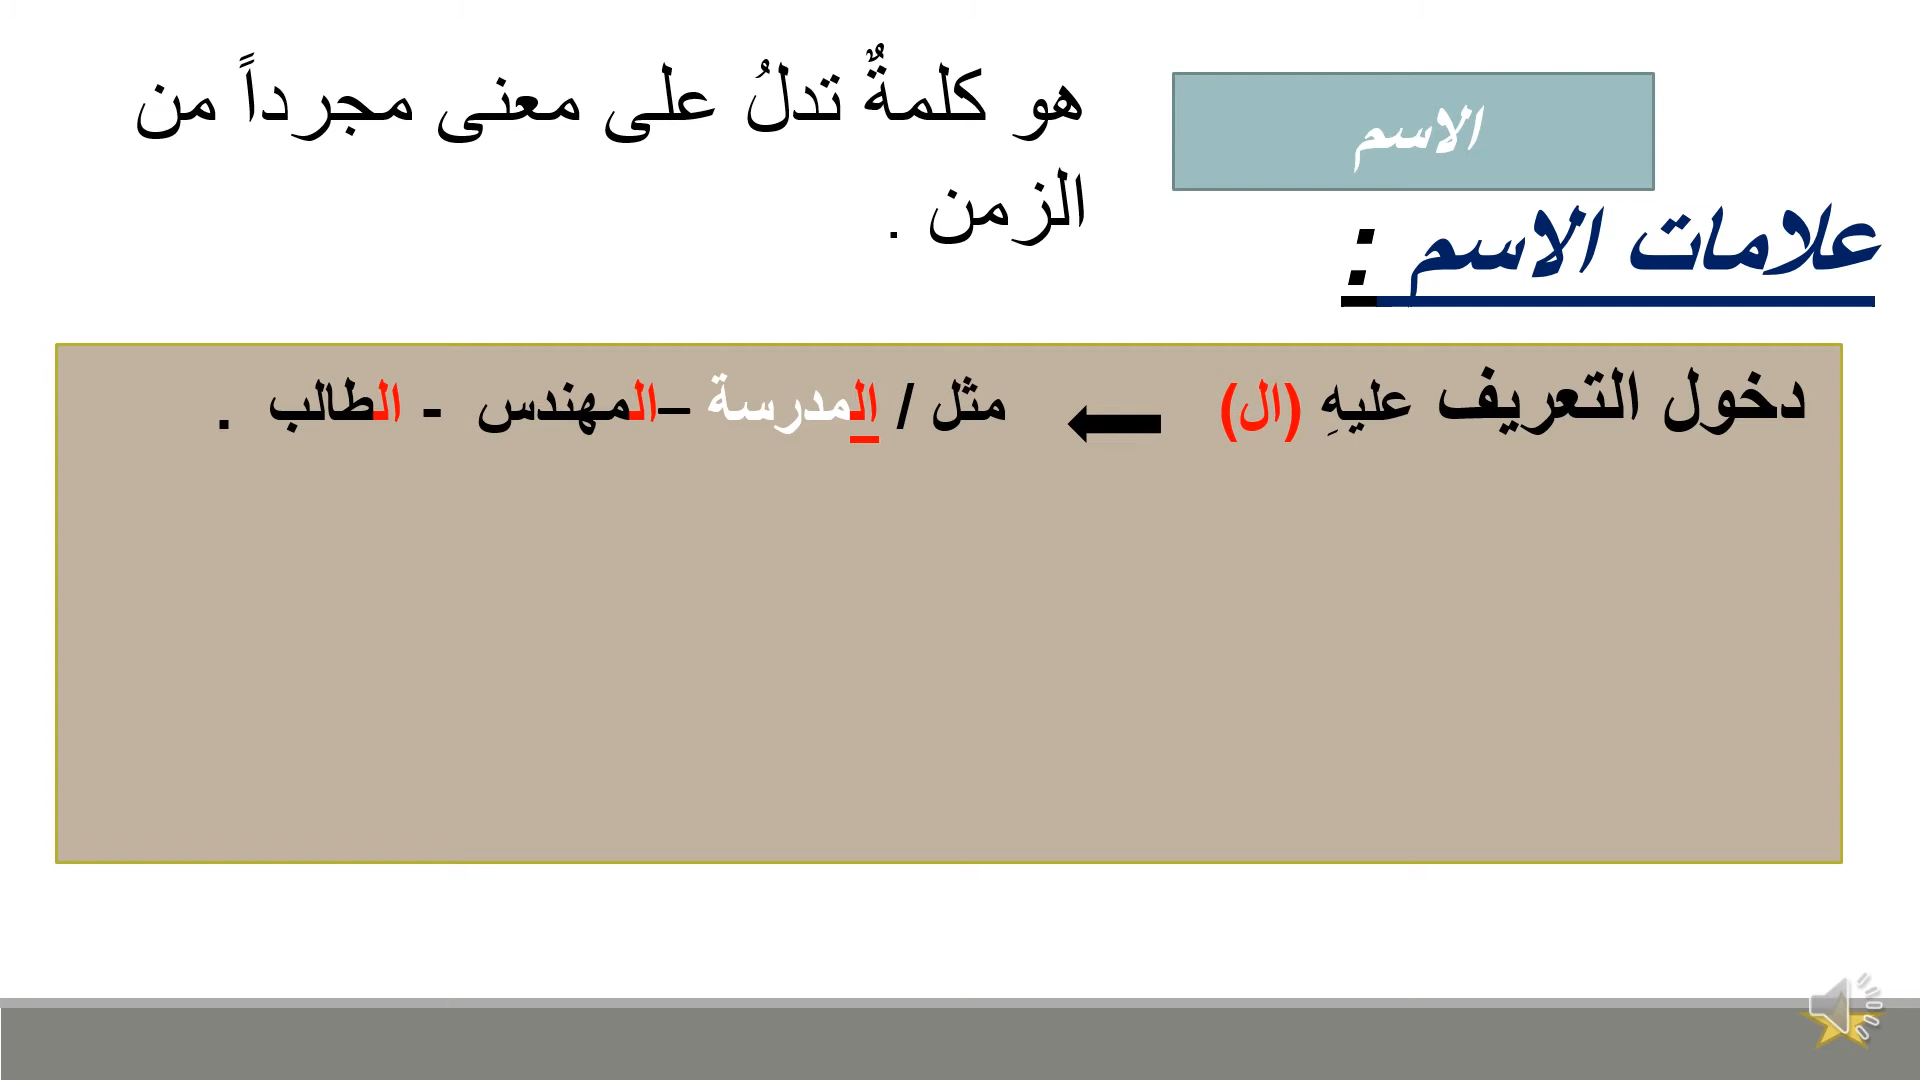 الاسم
هو كلمةٌ تدلُ على معنى مجرداً من
الزمن .
علامات الاسم :
دخول التعريف عليهِ (ال) ← مثل / المدرسة –المهندس - الطالب .